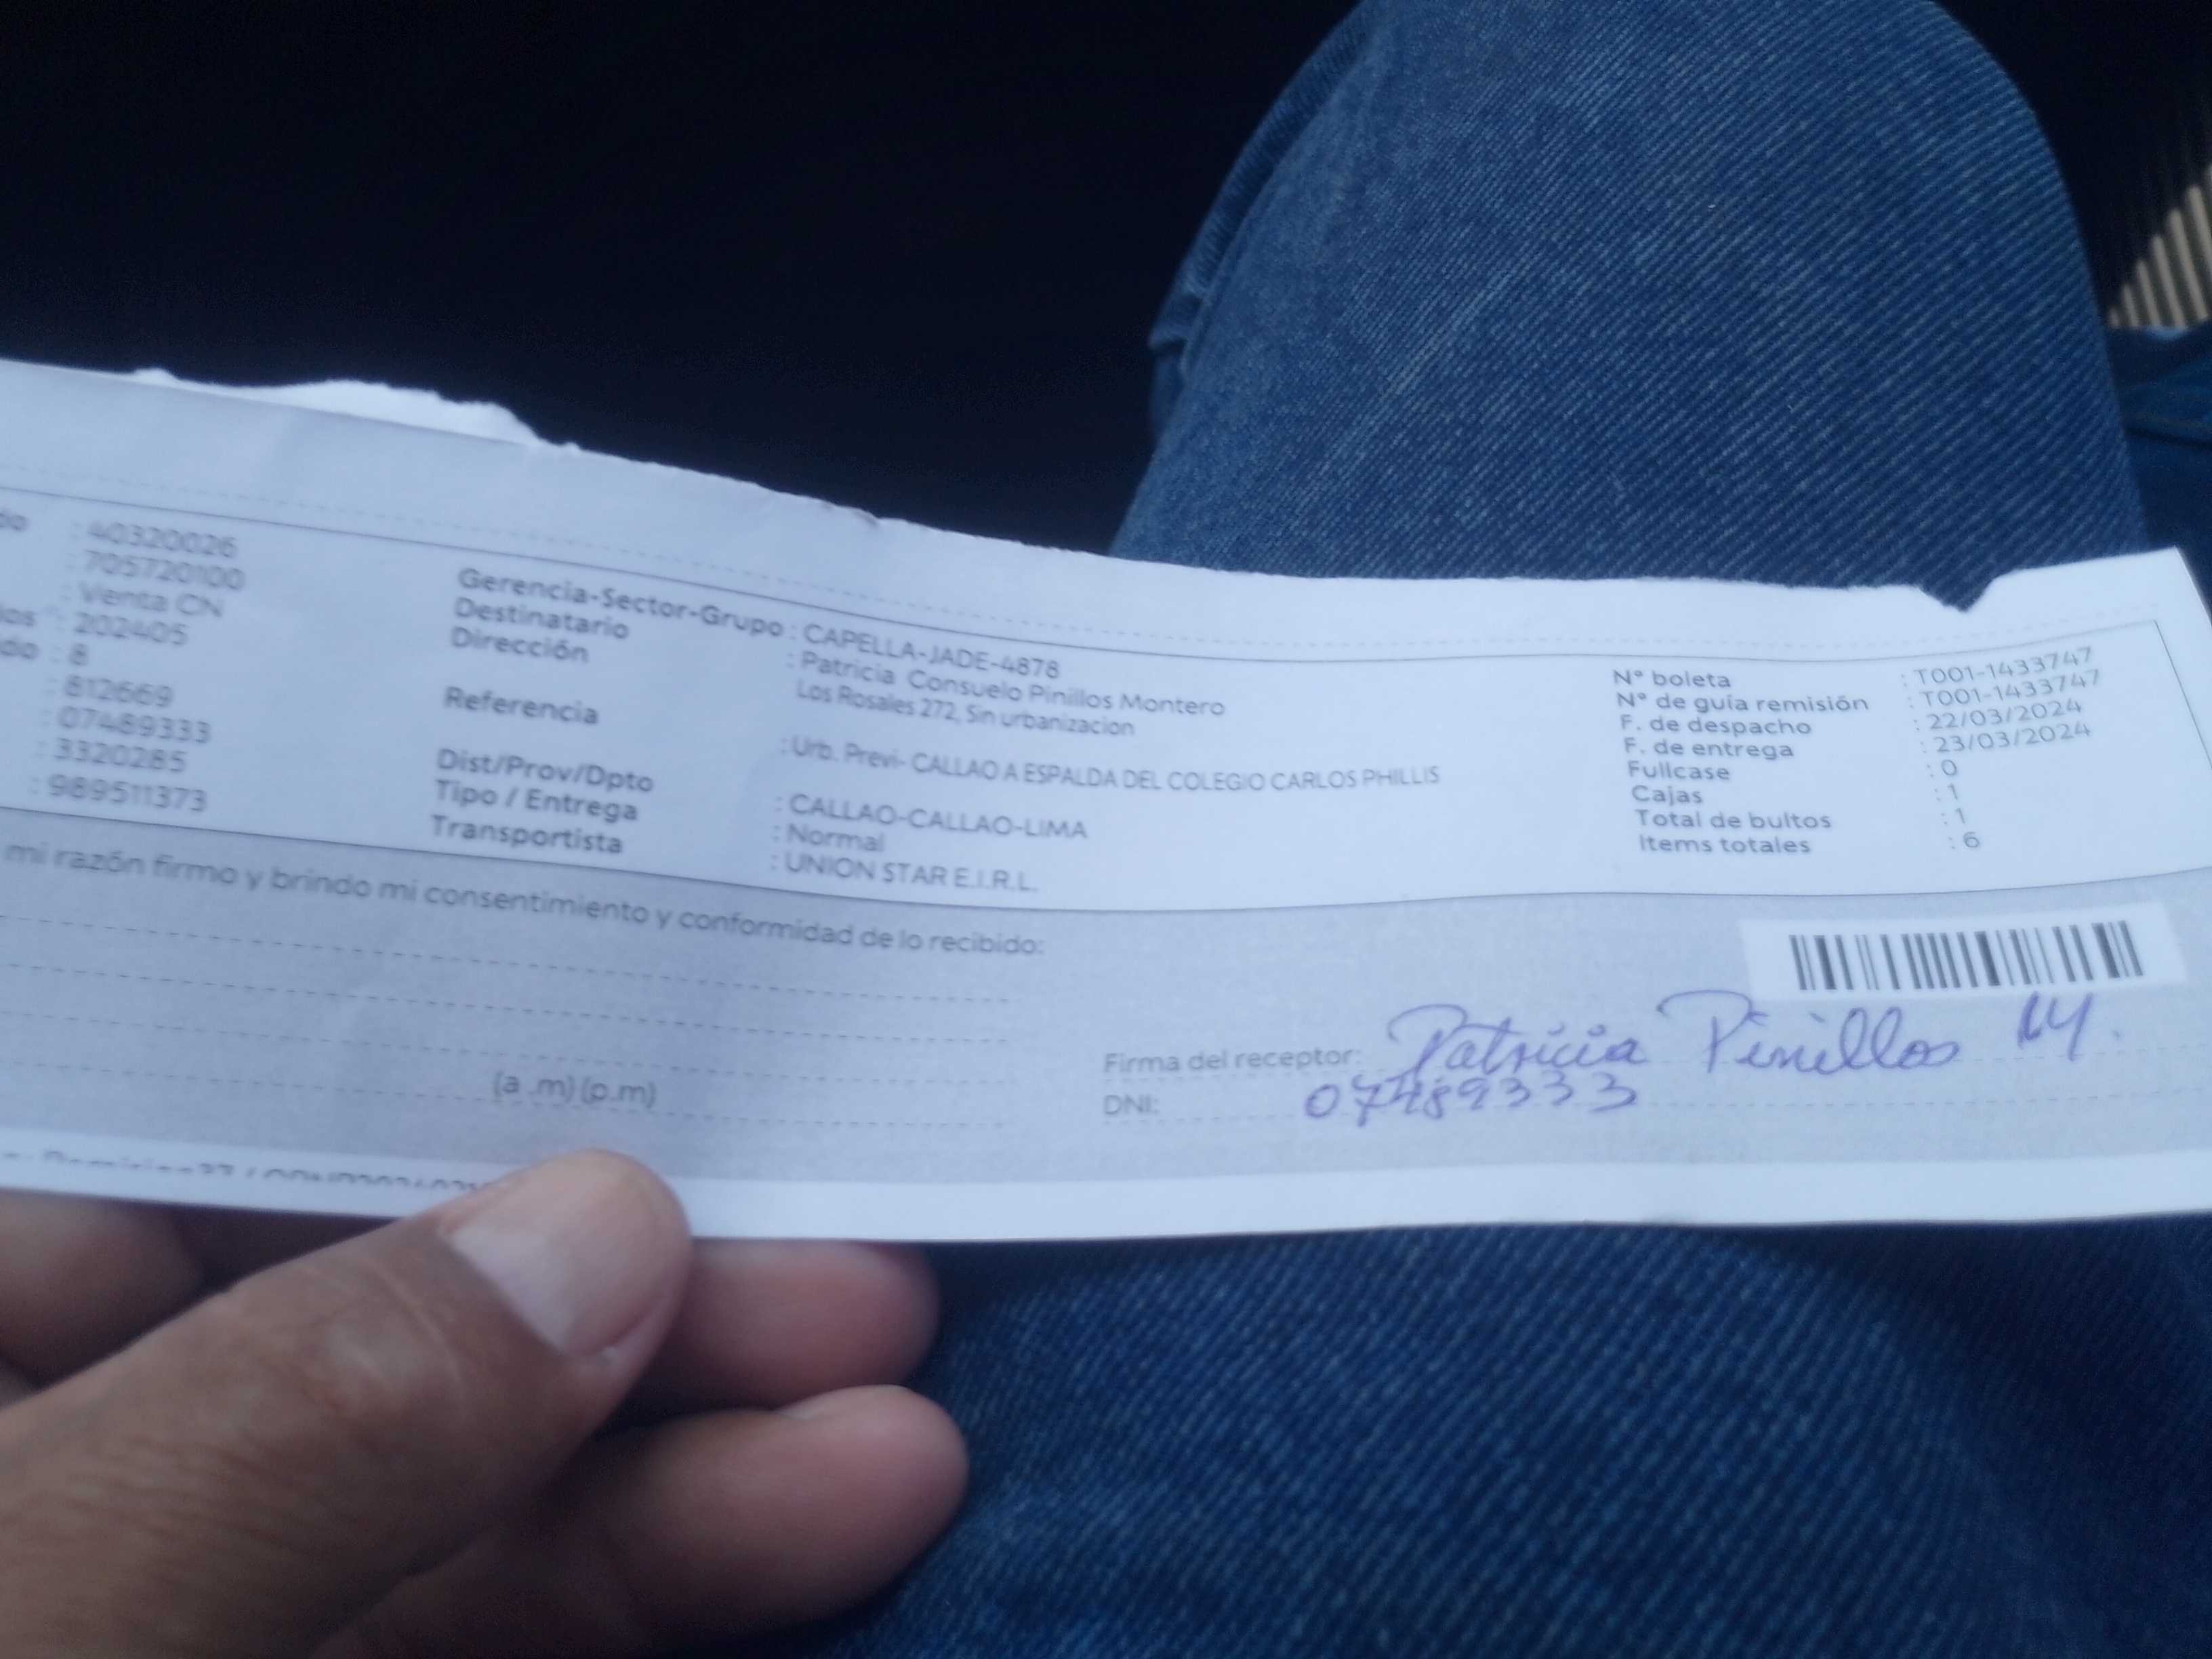 : 40320026
: 705720100
: Venta CN
: 202405
: 8
: 812669
: 07489333
: 3320285
: 989511373
Gerencia-Sector-Grupo : CAPELLA-JADE-4878
Destinatario : Patricia Consuelo Pinillos Montero
Dirección Los Rosales 272, Sin urbanizacion
Referencia : Urb. Previ- CALLAO A ESPALDA DEL COLEGIO CARLOS PHILLIS
Dist/Prov/Dpto : CALLAO-CALLAO-LIMA
Tipo / Entrega : Normal
Transportista : UNION STAR E.I.R.L.
N° boleta : T001-1433747
N° de guía remisión : T001-1433747
F. de despacho : 22/03/2024
F. de entrega : 23/03/2024
Fullcase : 0
Cajas : 1
Total de bultos : 1
Items totales : 6
mi razón firmo y brindo mi consentimiento y conformidad de lo recibido:
(a .m) (p.m)
Firma del receptor: Patricia Pinillos M.
DNI: 07489333